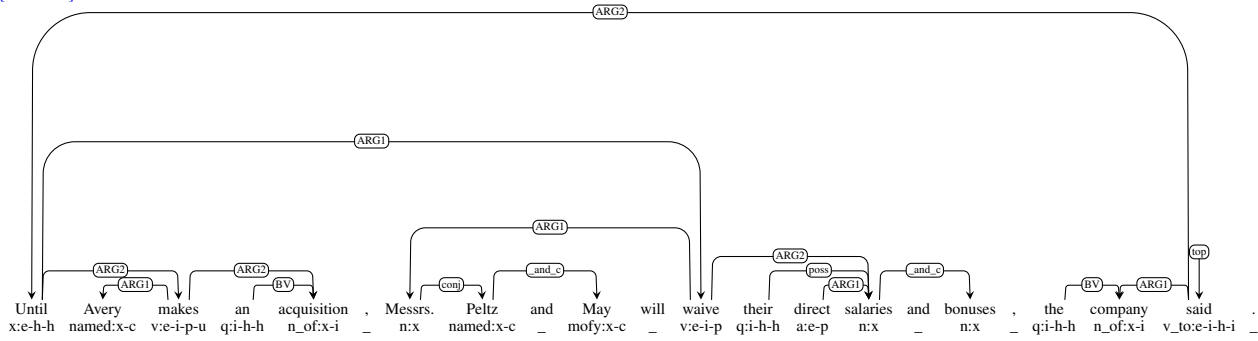 ARG2
ARG1
ARG1
top
ARG2
ARG2 ARG2 _and_c poss _and_c
ARG1 BV conj ARG1 BV ARG1
Until Avery makes an acquisition , Messrs. Peltz and May will waive their direct salaries and bonuses , the company said .
x:e-h-h named:x-c v:e-i-p-u q:i-h-h n_of:x-i _ n:x named:x-c _ mofy:x-c _ v:e-i-p q:i-h-h a:e-p n:x _ n:x _ q:i-h-h n_of:x-i v_to:e-i-h-i _